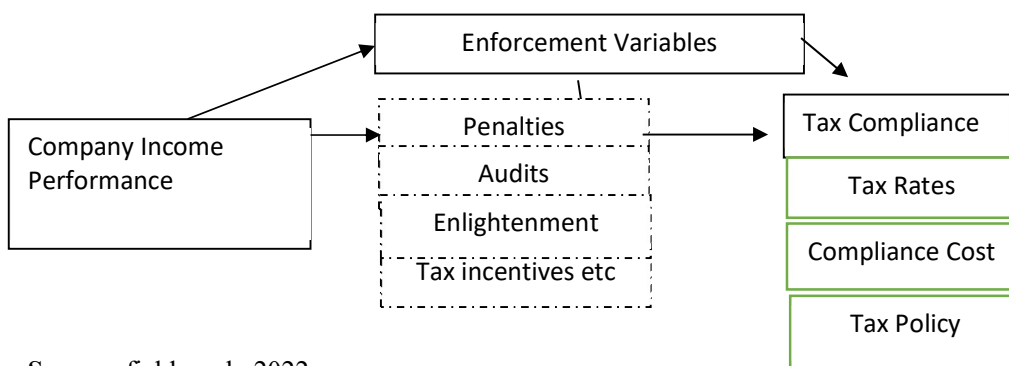 Enforcement Variables
Company Income
Performance
Penalties
Audits
Enlightenment
Tax incentives etc
Tax Compliance
Tax Rates
Compliance Cost
Tax Policy